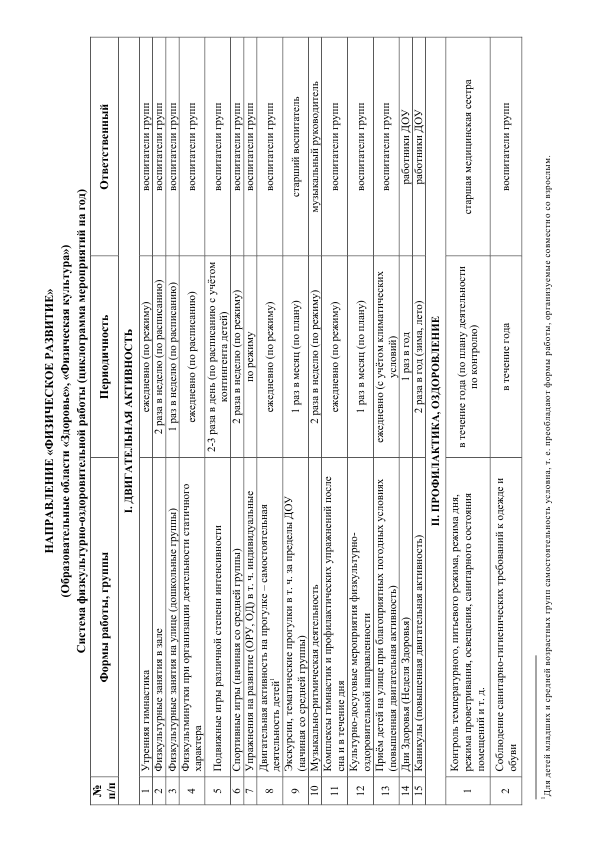 НАПРАВЛЕНИЕ «ФИЗИЧЕСКОЕ РАЗВИТИЕ»
(Образовательные области «Здоровье», «Физическая культура»)
Система физкультурно-оздоровительной работы (циклограмма мероприятий на год)
№ п/п Формы работы, группы Периодичность Ответственный
I. ДВИГАТЕЛЬНАЯ АКТИВНОСТЬ
1 Утренняя гимнастика ежедневно (по режиму) воспитатели групп
2 Физкультурные занятия в зале 2 раза в неделю (по расписанию) воспитатели групп
3 Физкультурные занятия на улице (дошкольные группы) 1 раз в неделю (по расписанию) воспитатели групп
4 Физкультминутки при организации деятельности статичного
характера ежедневно (по расписанию) воспитатели групп
5 Подвижные игры различной степени интенсивности 2-3 раза в день (по расписанию с учётом
контингента детей) воспитатели групп
6 Спортивные игры (начиная со средней группы) 2 раза в неделю (по режиму) воспитатели групп
7 Упражнения на развитие (ОРУ, ОД) в т. ч. индивидуальные по режиму воспитатели групп
8 Двигательная активность на прогулке – самостоятельная
деятельность детей¹ ежедневно (по режиму) воспитатели групп
9 Экскурсии, тематические прогулки в т. ч. за пределы ДОУ
(начиная со средней группы) 1 раз в месяц (по плану) старший воспитатель
10 Музыкально-ритмическая деятельность 2 раза в неделю (по режиму) музыкальный руководитель
11 Комплексы гимнастик и профилактических упражнений после
сна и в течение дня ежедневно (по режиму) воспитатели групп
12 Культурно-досуговые мероприятия физкультурно-
оздоровительной направленности 1 раз в месяц (по плану) воспитатели групп
13 Приём детей на улице при благоприятных погодных условиях
(повышенная двигательная активность) ежедневно (с учётом климатических
условий) воспитатели групп
14 Дни Здоровья (Неделя Здоровья) 1 раз в год работники ДОУ
15 Каникулы (повышенная двигательная активность) 2 раза в год (зима, лето) работники ДОУ
II. ПРОФИЛАКТИКА, ОЗДОРОВЛЕНИЕ
1 Контроль температурного, питьевого режима, режима дня,
режима проветривания, освещения, санитарного состояния
помещений и т. д. в течение года (по плану деятельности
по контролю) старшая медицинская сестра
2 Соблюдение санитарно-гигиенических требований к одежде и
обуви в течение года воспитатели групп
¹Для детей младших и средней возрастных групп самостоятельность условна, т. е. преобладают формы работы, организуемые совместно со взрослым.